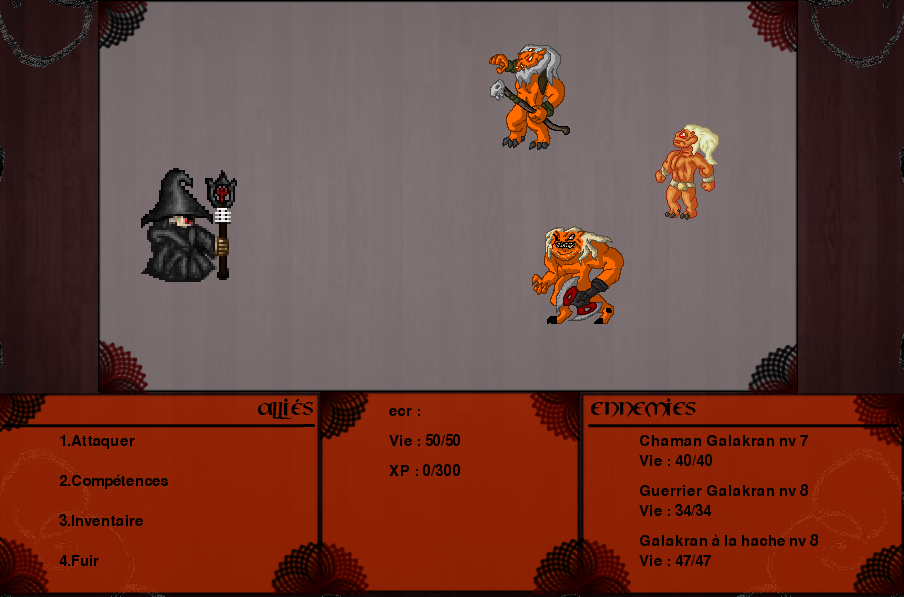 Alliés
1.Attaquer
2.Compétences
3.Inventaire
4.Fuir
ecr :
Vie : 50/50
XP : 0/300
Ennemies
Chaman Galakran nv 7
Vie : 40/40
Guerrier Galakran nv 8
Vie : 34/34
Galakran à la hache nv 8
Vie : 47/47